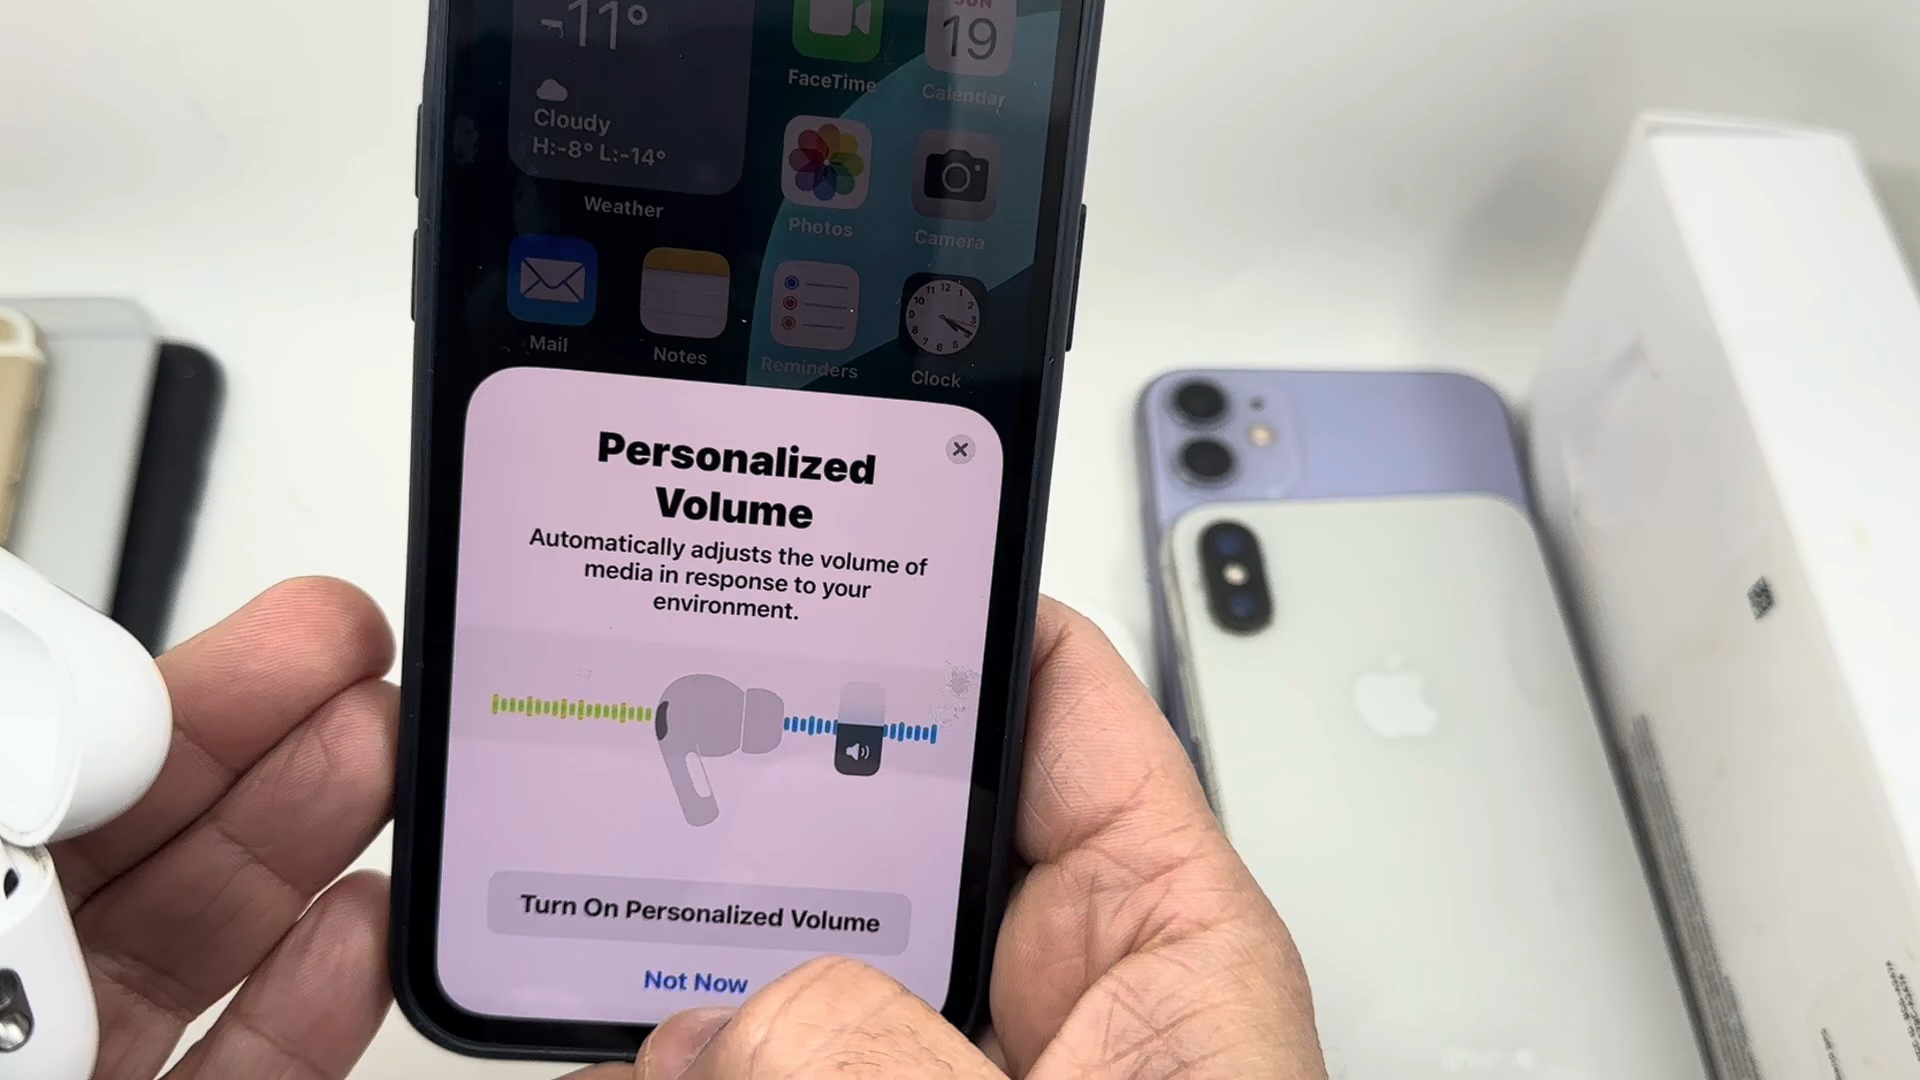 -11°
SUN
19
FaceTime
Calendar
Cloudy
H:-8° L:-14°
Weather
Photos
Camera
Mail
Notes
Reminders
Clock
Personalized
Volume
Automatically adjusts the volume of
media in response to your
environment.
Turn On Personalized Volume
Not Now